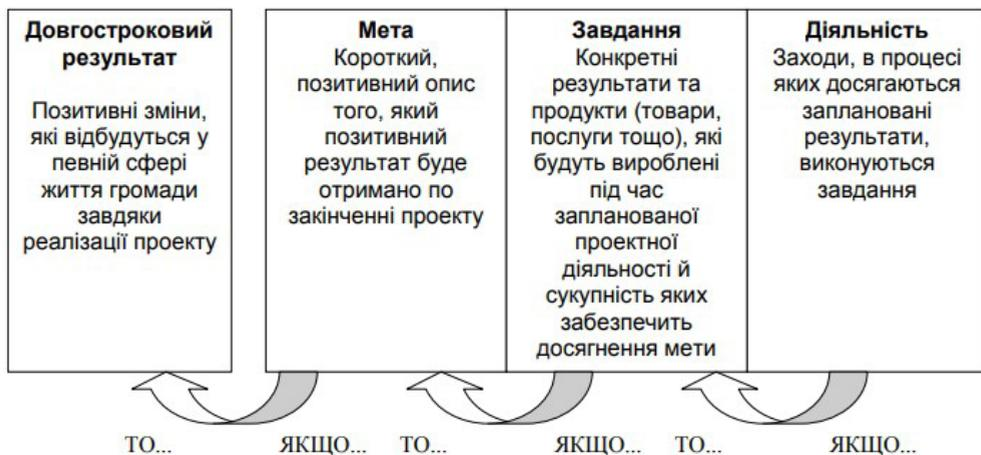 Довгостроковий
результат
Позитивні зміни,
які відбудуться у
певній сфері
життя громади
завдяки
реалізації проекту
Мета
Короткий,
позитивний опис
того, який
позитивний
результат буде
отримано по
закінченні проекту
Завдання
Конкретні
результати та
продукти (товари,
послуги тощо), які
будуть вироблені
під час
запланованої
проектної
діяльності й
сукупність яких
забезпечить
досягнення мети
Діяльність
Заходи, в процесі
яких досягаються
заплановані
результати,
виконуються
завдання
ТО... ЯКЩО... ТО... ЯКЩО... ТО... ЯКЩО...